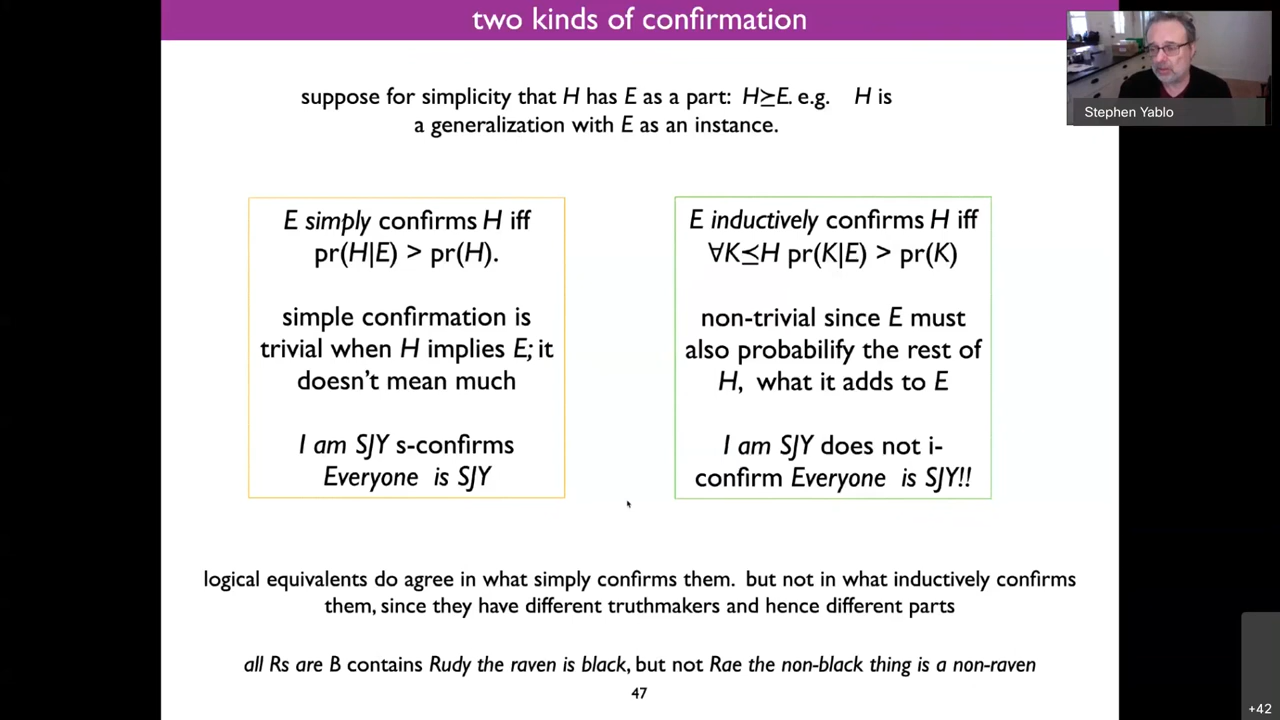 two kinds of confirmation
Stephen Yablo
suppose for simplicity that H has E as a part: H⪰E. e.g. H is
a generalization with E as an instance.
E simply confirms H iff
pr(H|E) > pr(H).
simple confirmation is
trivial when H implies E; it
doesn't mean much
I am SJY s-confirms
Everyone is SJY
E inductively confirms H iff
∀K⪯H pr(K|E) > pr(K)
non-trivial since E must
also probabilify the rest of
H, what it adds to E
I am SJY does not i-
confirm Everyone is SJY!!
logical equivalents do agree in what simply confirms them. but not in what inductively confirms
them, since they have different truthmakers and hence different parts
all Rs are B contains Rudy the raven is black, but not Rae the non-black thing is a non-raven
47
+42